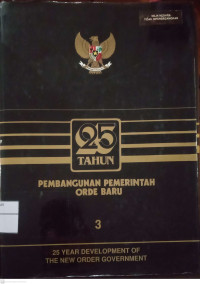 25
TAHUN
PEMBANGUNAN PEMERINTAH
ORDE BARU
3
25 YEAR DEVELOPMENT OF
THE NEW ORDER GOVERNMENT